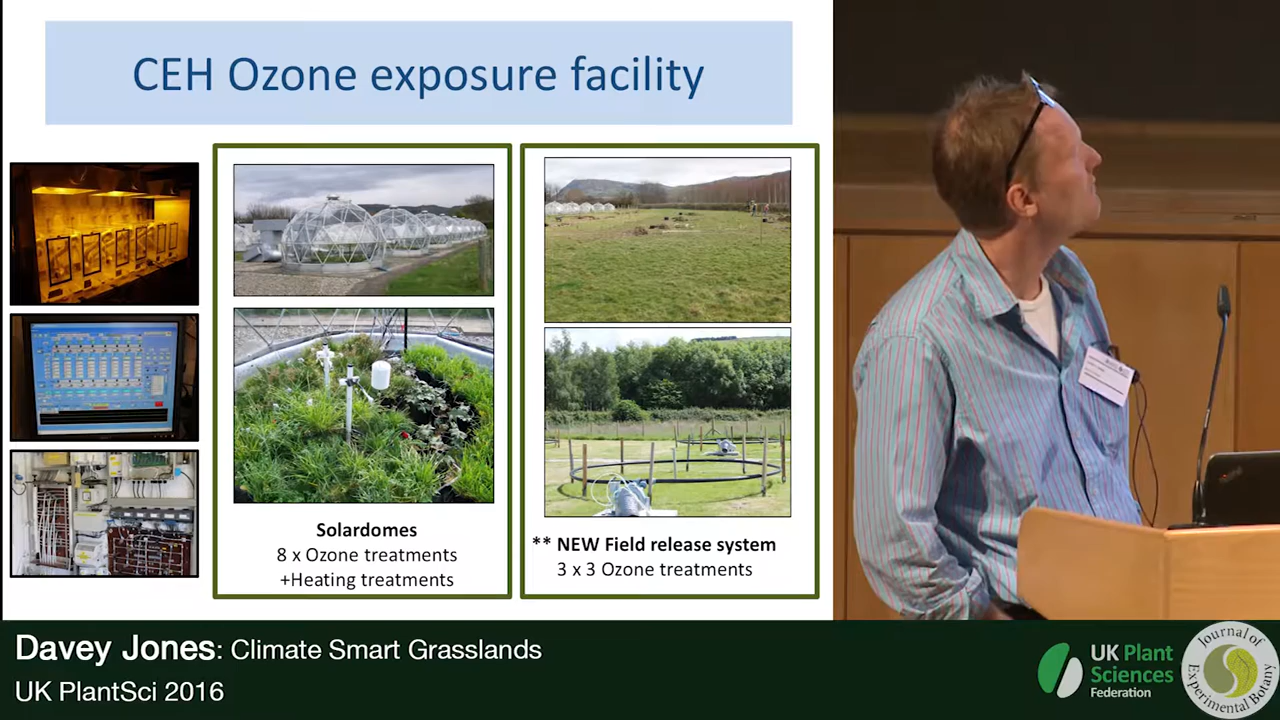 CEH Ozone exposure facility
Solardomes
8 x Ozone treatments
+Heating treatments
** NEW Field release system
3 x 3 Ozone treatments
Davey Jones: Climate Smart Grasslands
UK PlantSci 2016
UK Plant
Sciences
Federation
Journal of
Experimental Botany